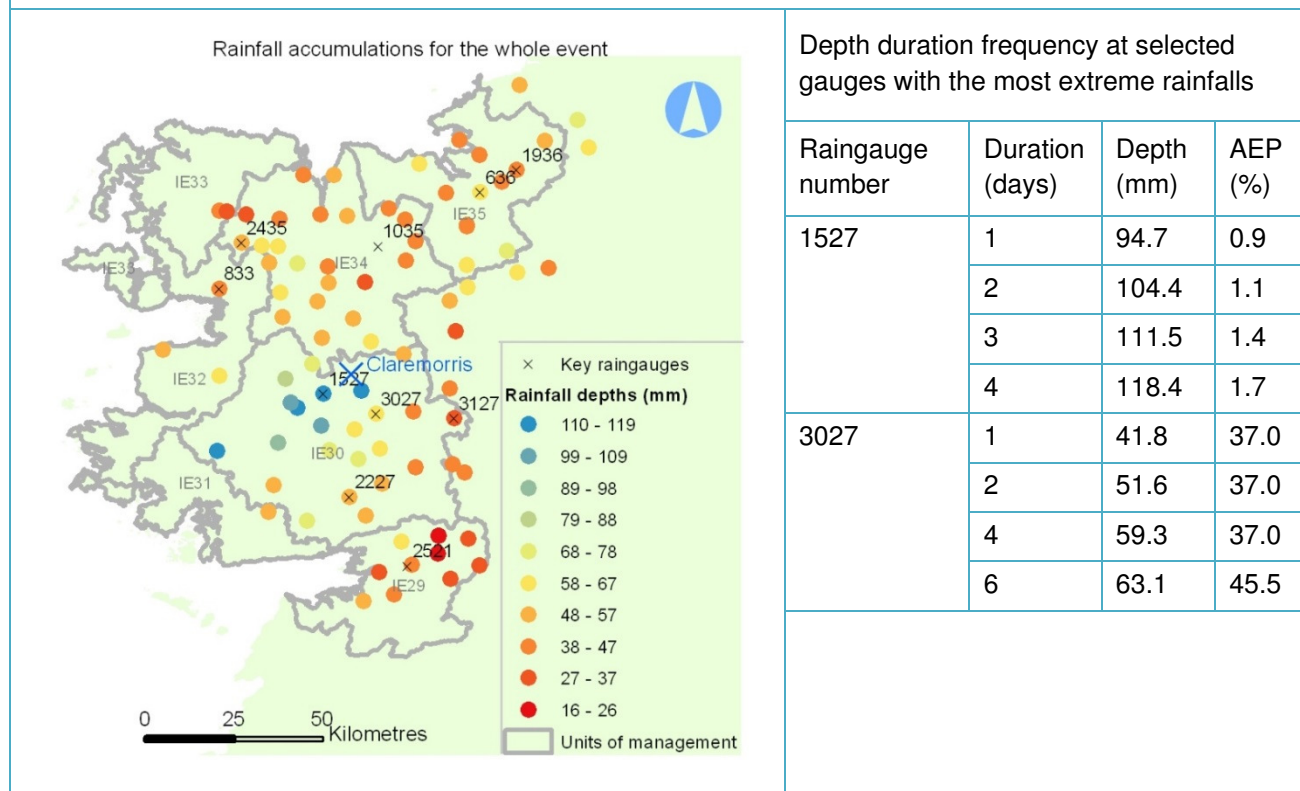 Rainfall accumulations for the whole event
1936
636
IE33
IE35
2435
1035
IE34
IE33
833
Claremorris
1527
IE32
3027
3127
IE30
IE31
2227
2521
IE29
0 25 50
Kilometres
× Key raingauges
Rainfall depths (mm)
110 - 119
99 - 109
89 - 98
79 - 88
68 - 78
58 - 67
48 - 57
38 - 47
27 - 37
16 - 26
Units of management
Depth duration frequency at selected
gauges with the most extreme rainfalls
Raingauge Duration Depth AEP
number (days) (mm) (%)
1527 1 94.7 0.9
2 104.4 1.1
3 111.5 1.4
4 118.4 1.7
3027 1 41.8 37.0
2 51.6 37.0
4 59.3 37.0
6 63.1 45.5